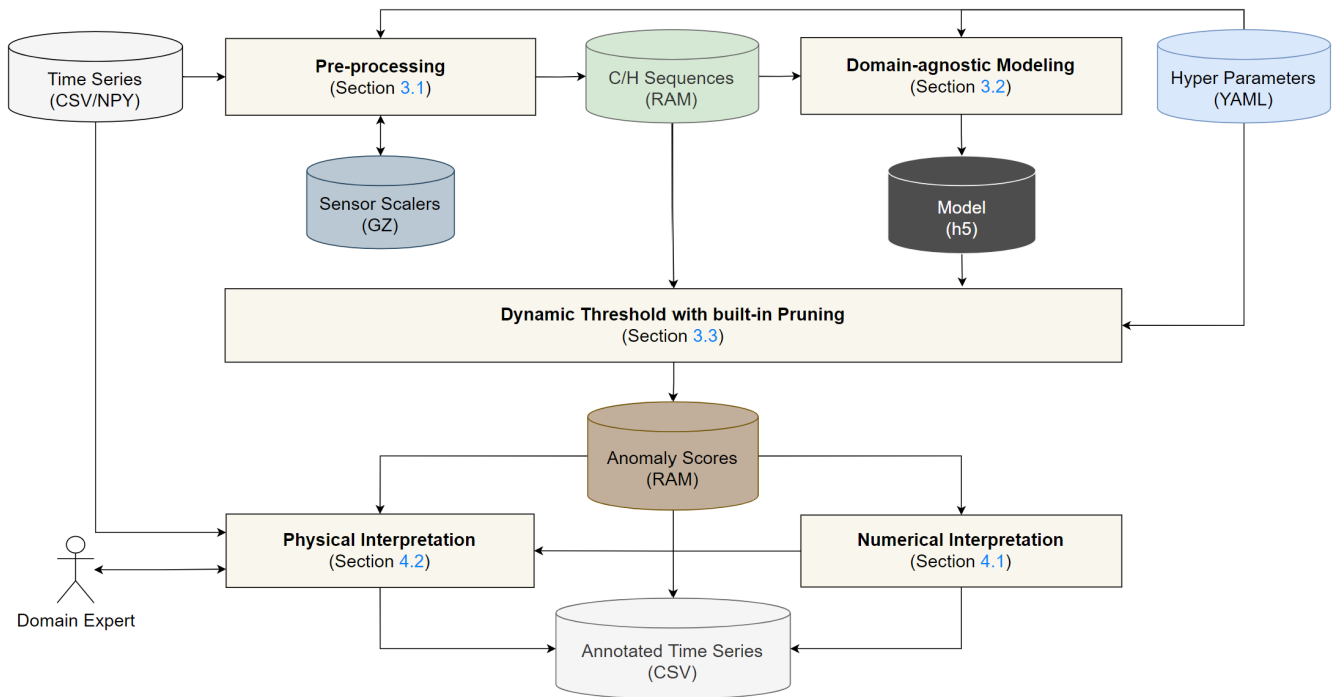 Time Series
(CSV/NPY)
Pre-processing
(Section 3.1)
C/H Sequences
(RAM)
Domain-agnostic Modeling
(Section 3.2)
Hyper Parameters
(YAML)
Sensor Scalers
(GZ)
Model
(h5)
Dynamic Threshold with built-in Pruning
(Section 3.3)
Anomaly Scores
(RAM)
Physical Interpretation
(Section 4.2)
Numerical Interpretation
(Section 4.1)
Domain Expert
Annotated Time Series
(CSV)